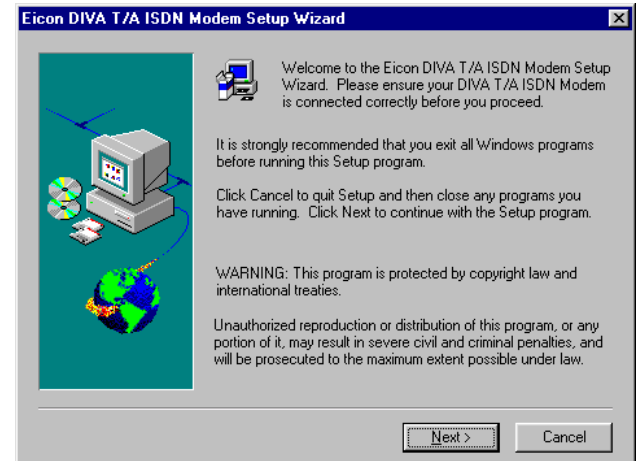 Eicon DIVA T/A ISDN Modem Setup Wizard
Welcome to the Eicon DIVA T/A ISDN Modem Setup
Wizard. Please ensure your DIVA T/A ISDN Modem
is connected correctly before you proceed.
It is strongly recommended that you exit all Windows programs
before running this Setup program.
Click Cancel to quit Setup and then close any programs you
have running. Click Next to continue with the Setup program.
WARNING: This program is protected by copyright law and
international treaties.
Unauthorized reproduction or distribution of this program, or any
portion of it, may result in severe civil and criminal penalties, and
will be prosecuted to the maximum extent possible under law.
Next > Cancel